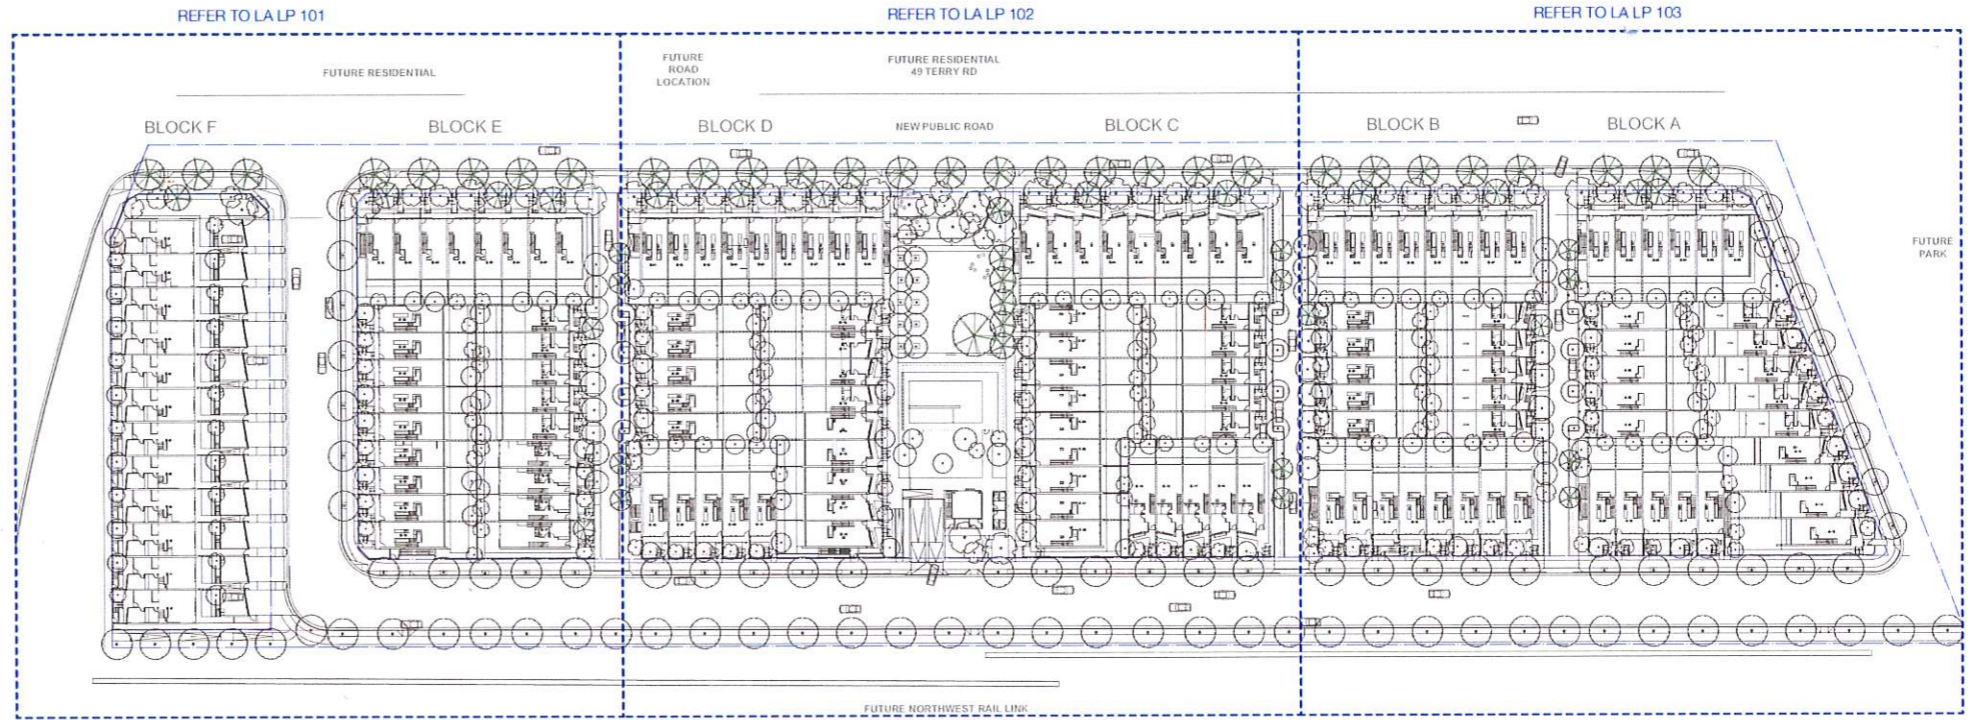 REFER TO LA LP 101
REFER TO LA LP 102
REFER TO LA LP 103
FUTURE RESIDENTIAL
FUTURE
ROAD
LOCATION
FUTURE RESIDENTIAL
49 TERRY RD
BLOCK F
BLOCK E
BLOCK D
NEW PUBLIC ROAD
BLOCK C
BLOCK B
BLOCK A
FUTURE
PARK
FUTURE NORTHWEST RAIL LINK